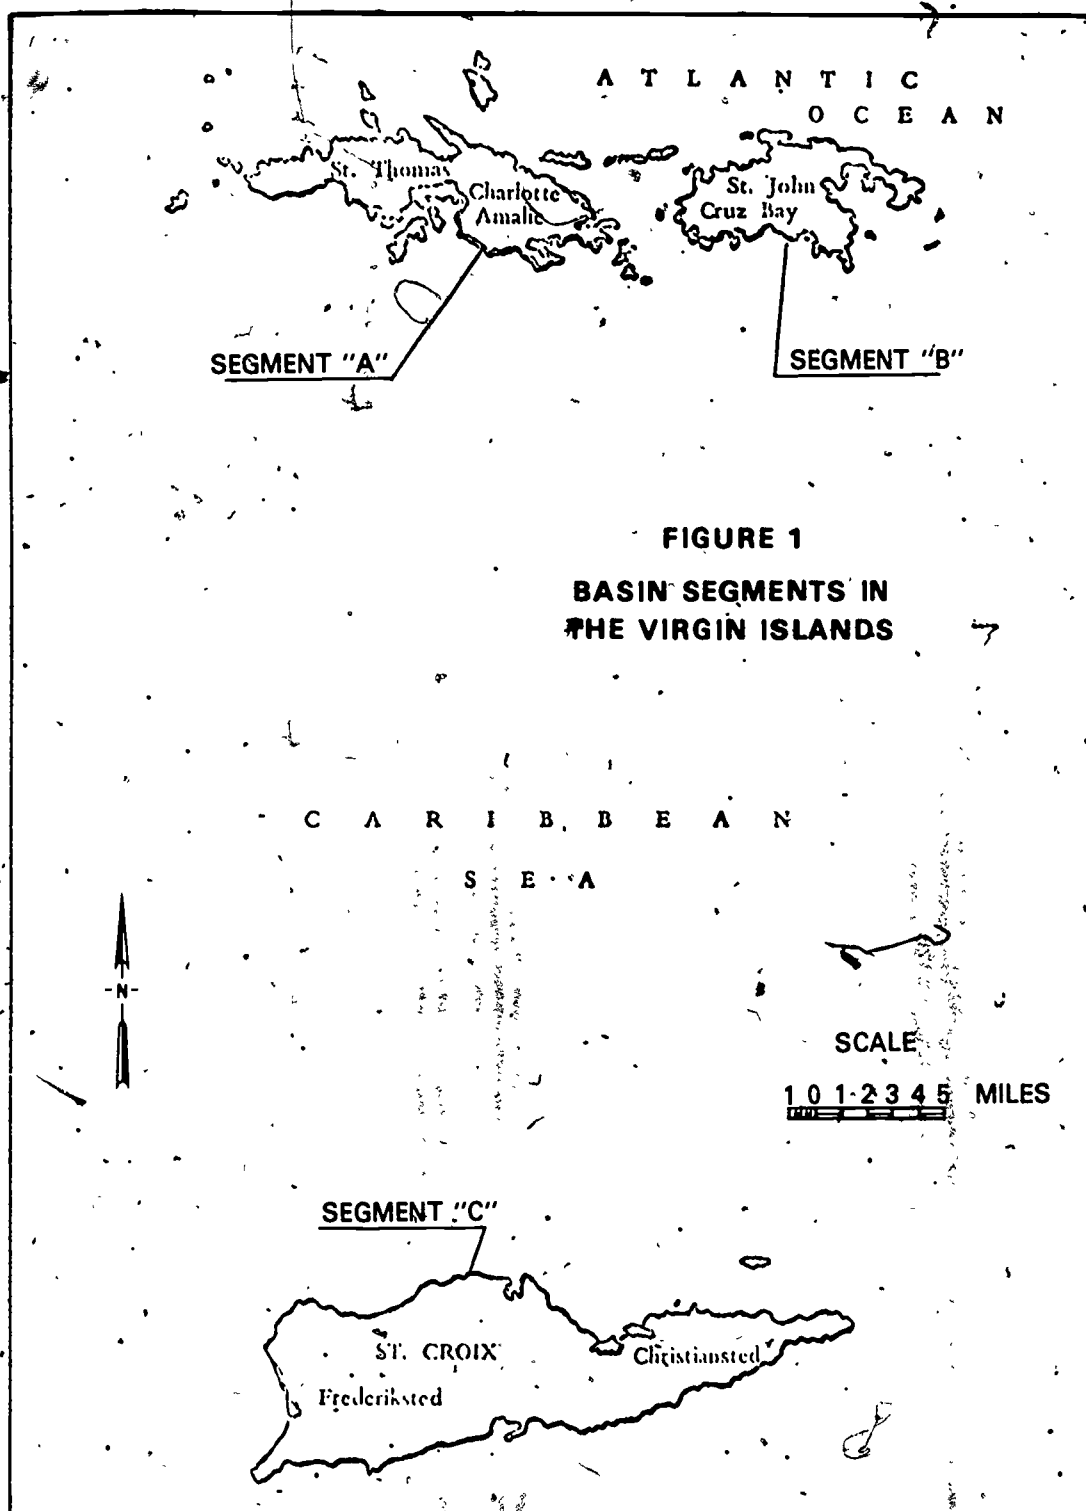 ATLANTIC
OCEAN
St. Thomas
Charlotte
Amalie
St. John
Cruz Bay
SEGMENT "A"
SEGMENT "B"
FIGURE 1
BASIN SEGMENTS IN
THE VIRGIN ISLANDS
CARIBBEAN
SEA
-N-
SCALE
1 0 1 2 3 4 5 MILES
SEGMENT "C"
ST. CROIX
Christiansted
Frederiksted